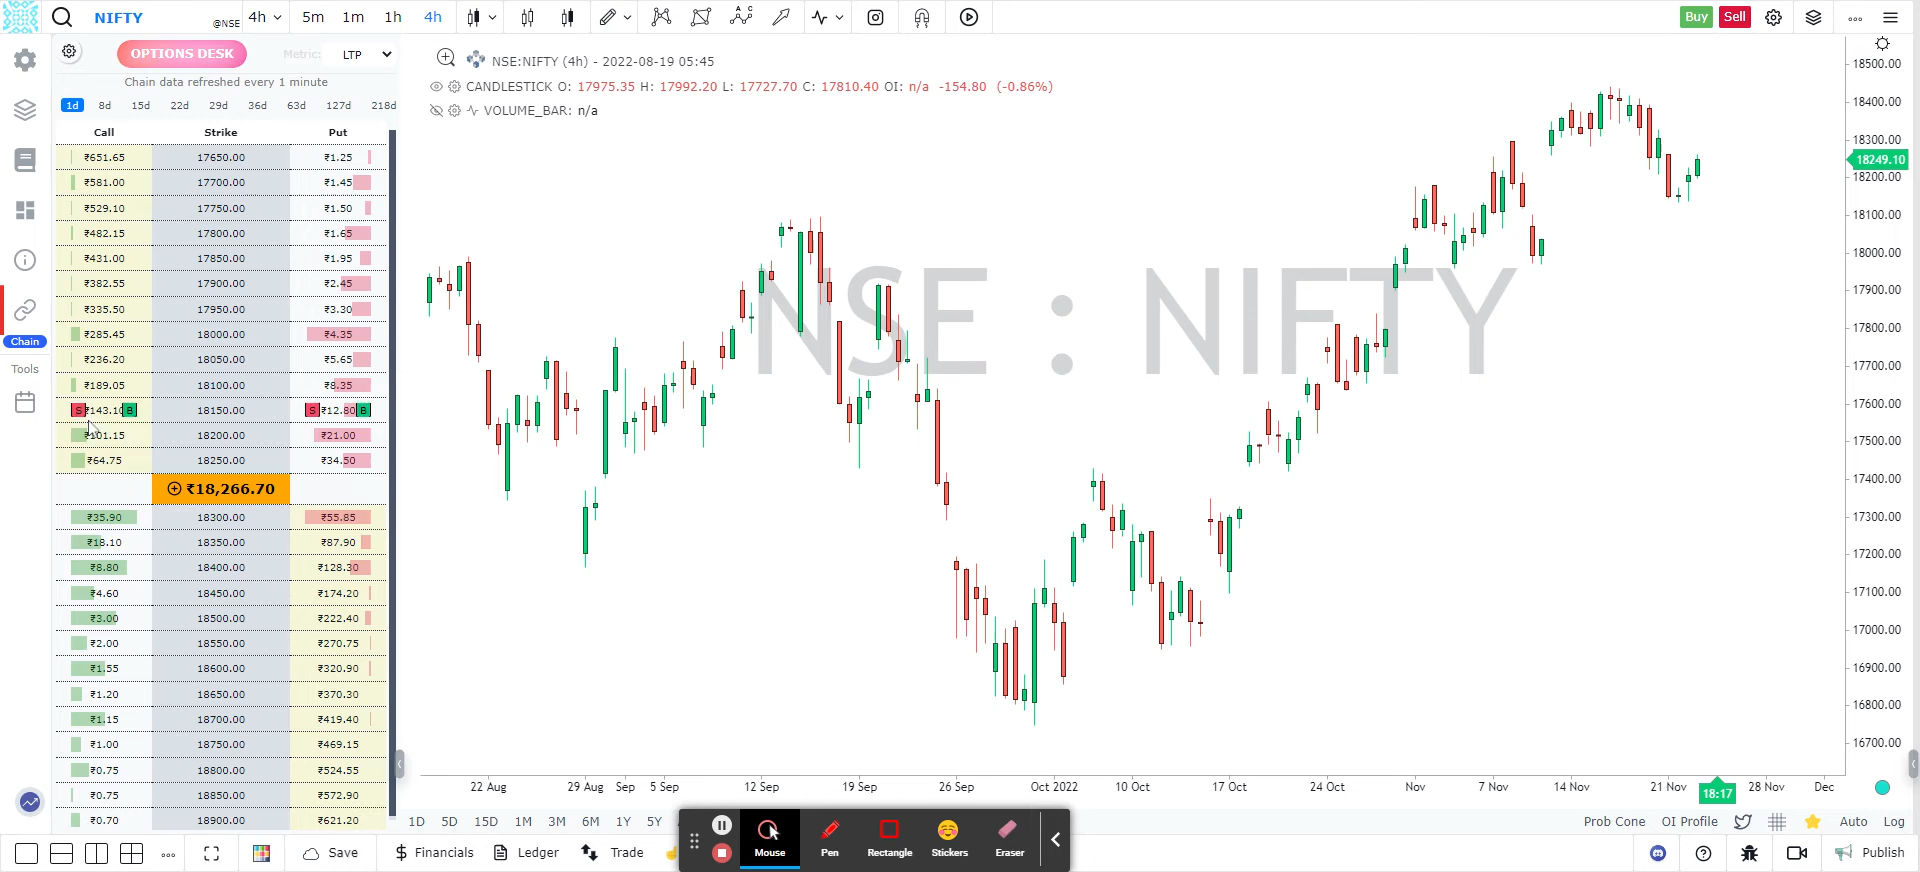 NIFTY @NSE 4h 5m 1m 1h 4h Buy Sell
OPTIONS DESK Metric: LTP
Chain data refreshed every 1 minute
1d 8d 15d 22d 29d 36d 63d 127d 218d
Call Strike Put
₹651.65 17650.00 ₹1.25
₹581.00 17700.00 ₹1.45
₹529.10 17750.00 ₹1.50
₹482.15 17800.00 ₹1.65
₹431.00 17850.00 ₹1.95
₹382.55 17900.00 ₹2.45
₹335.50 17950.00 ₹3.30
₹285.45 18000.00 ₹4.35
₹236.20 18050.00 ₹5.65
₹189.05 18100.00 ₹8.35
S ₹143.10 B 18150.00 S ₹12.80 B
₹101.15 18200.00 ₹21.00
₹64.75 18250.00 ₹34.50
₹18,266.70
₹35.90 18300.00 ₹55.85
₹18.10 18350.00 ₹87.90
₹8.80 18400.00 ₹128.30
₹4.60 18450.00 ₹174.20
₹3.00 18500.00 ₹222.40
₹2.00 18550.00 ₹270.75
₹1.55 18600.00 ₹320.90
₹1.20 18650.00 ₹370.30
₹1.15 18700.00 ₹419.40
₹1.00 18750.00 ₹469.15
₹0.75 18800.00 ₹524.55
₹0.75 18850.00 ₹572.90
₹0.70 18900.00 ₹621.20
Chain
Tools
NSE:NIFTY (4h) - 2022-08-19 05:45
CANDLESTICK O: 17975.35 H: 17992.20 L: 17727.70 C: 17810.40 OI: n/a -154.80 (-0.86%)
VOLUME_BAR: n/a
NSE : NIFTY
18500.00
18400.00
18300.00
18249.10
18200.00
18100.00
18000.00
17900.00
17800.00
17700.00
17600.00
17500.00
17400.00
17300.00
17200.00
17100.00
17000.00
16900.00
16800.00
16700.00
22 Aug 29 Aug Sep 5 Sep 12 Sep 19 Sep 26 Sep Oct 2022 10 Oct 17 Oct 24 Oct Nov 7 Nov 14 Nov 21 Nov 18:17 28 Nov Dec
1D 5D 15D 1M 3M 6M 1Y 5Y Prob Cone OI Profile Auto Log
Mouse Pen Rectangle Stickers Eraser
Save Financials Ledger Trade Publish